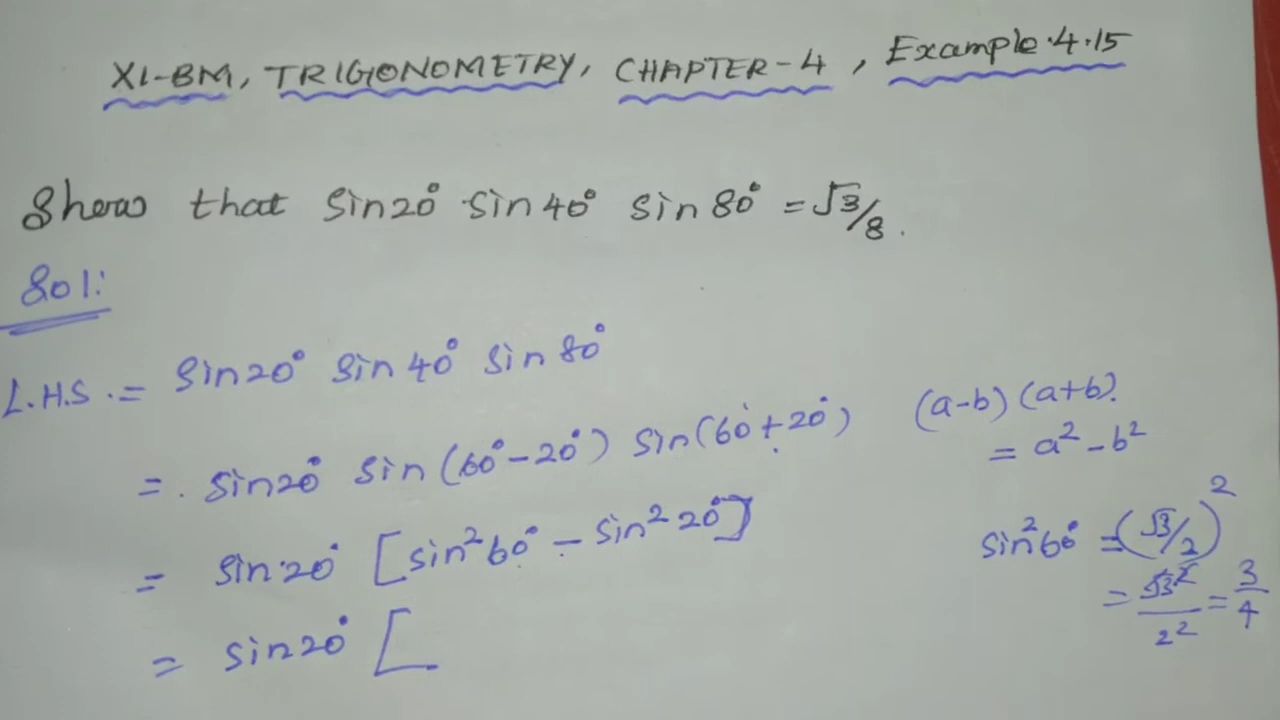 XI-BM, TRIGONOMETRY, CHAPTER-4, Example.4.15
Show that sin20° sin40° sin80° = √3/8.
Sol:
L.H.S. = sin20° sin40° sin80°
= sin20° sin(60°-20°) sin(60°+20°)
= sin20° [sin²60° - sin²20°]
= sin20° [
(a-b)(a+b)
= a²-b²
sin²60° = (√3/2)²
= √3²/2² = 3/4